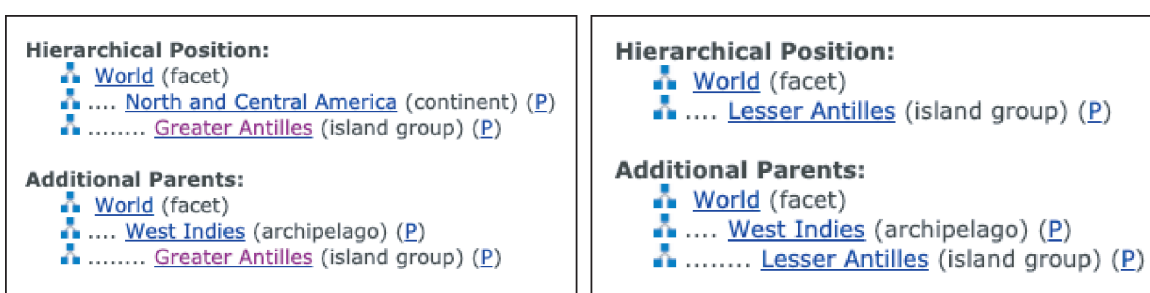 Hierarchical Position:
World (facet)
.... North and Central America (continent) (P)
........ Greater Antilles (island group) (P)
Additional Parents:
World (facet)
.... West Indies (archipelago) (P)
........ Greater Antilles (island group) (P)
Hierarchical Position:
World (facet)
.... Lesser Antilles (island group) (P)
Additional Parents:
World (facet)
.... West Indies (archipelago) (P)
........ Lesser Antilles (island group) (P)